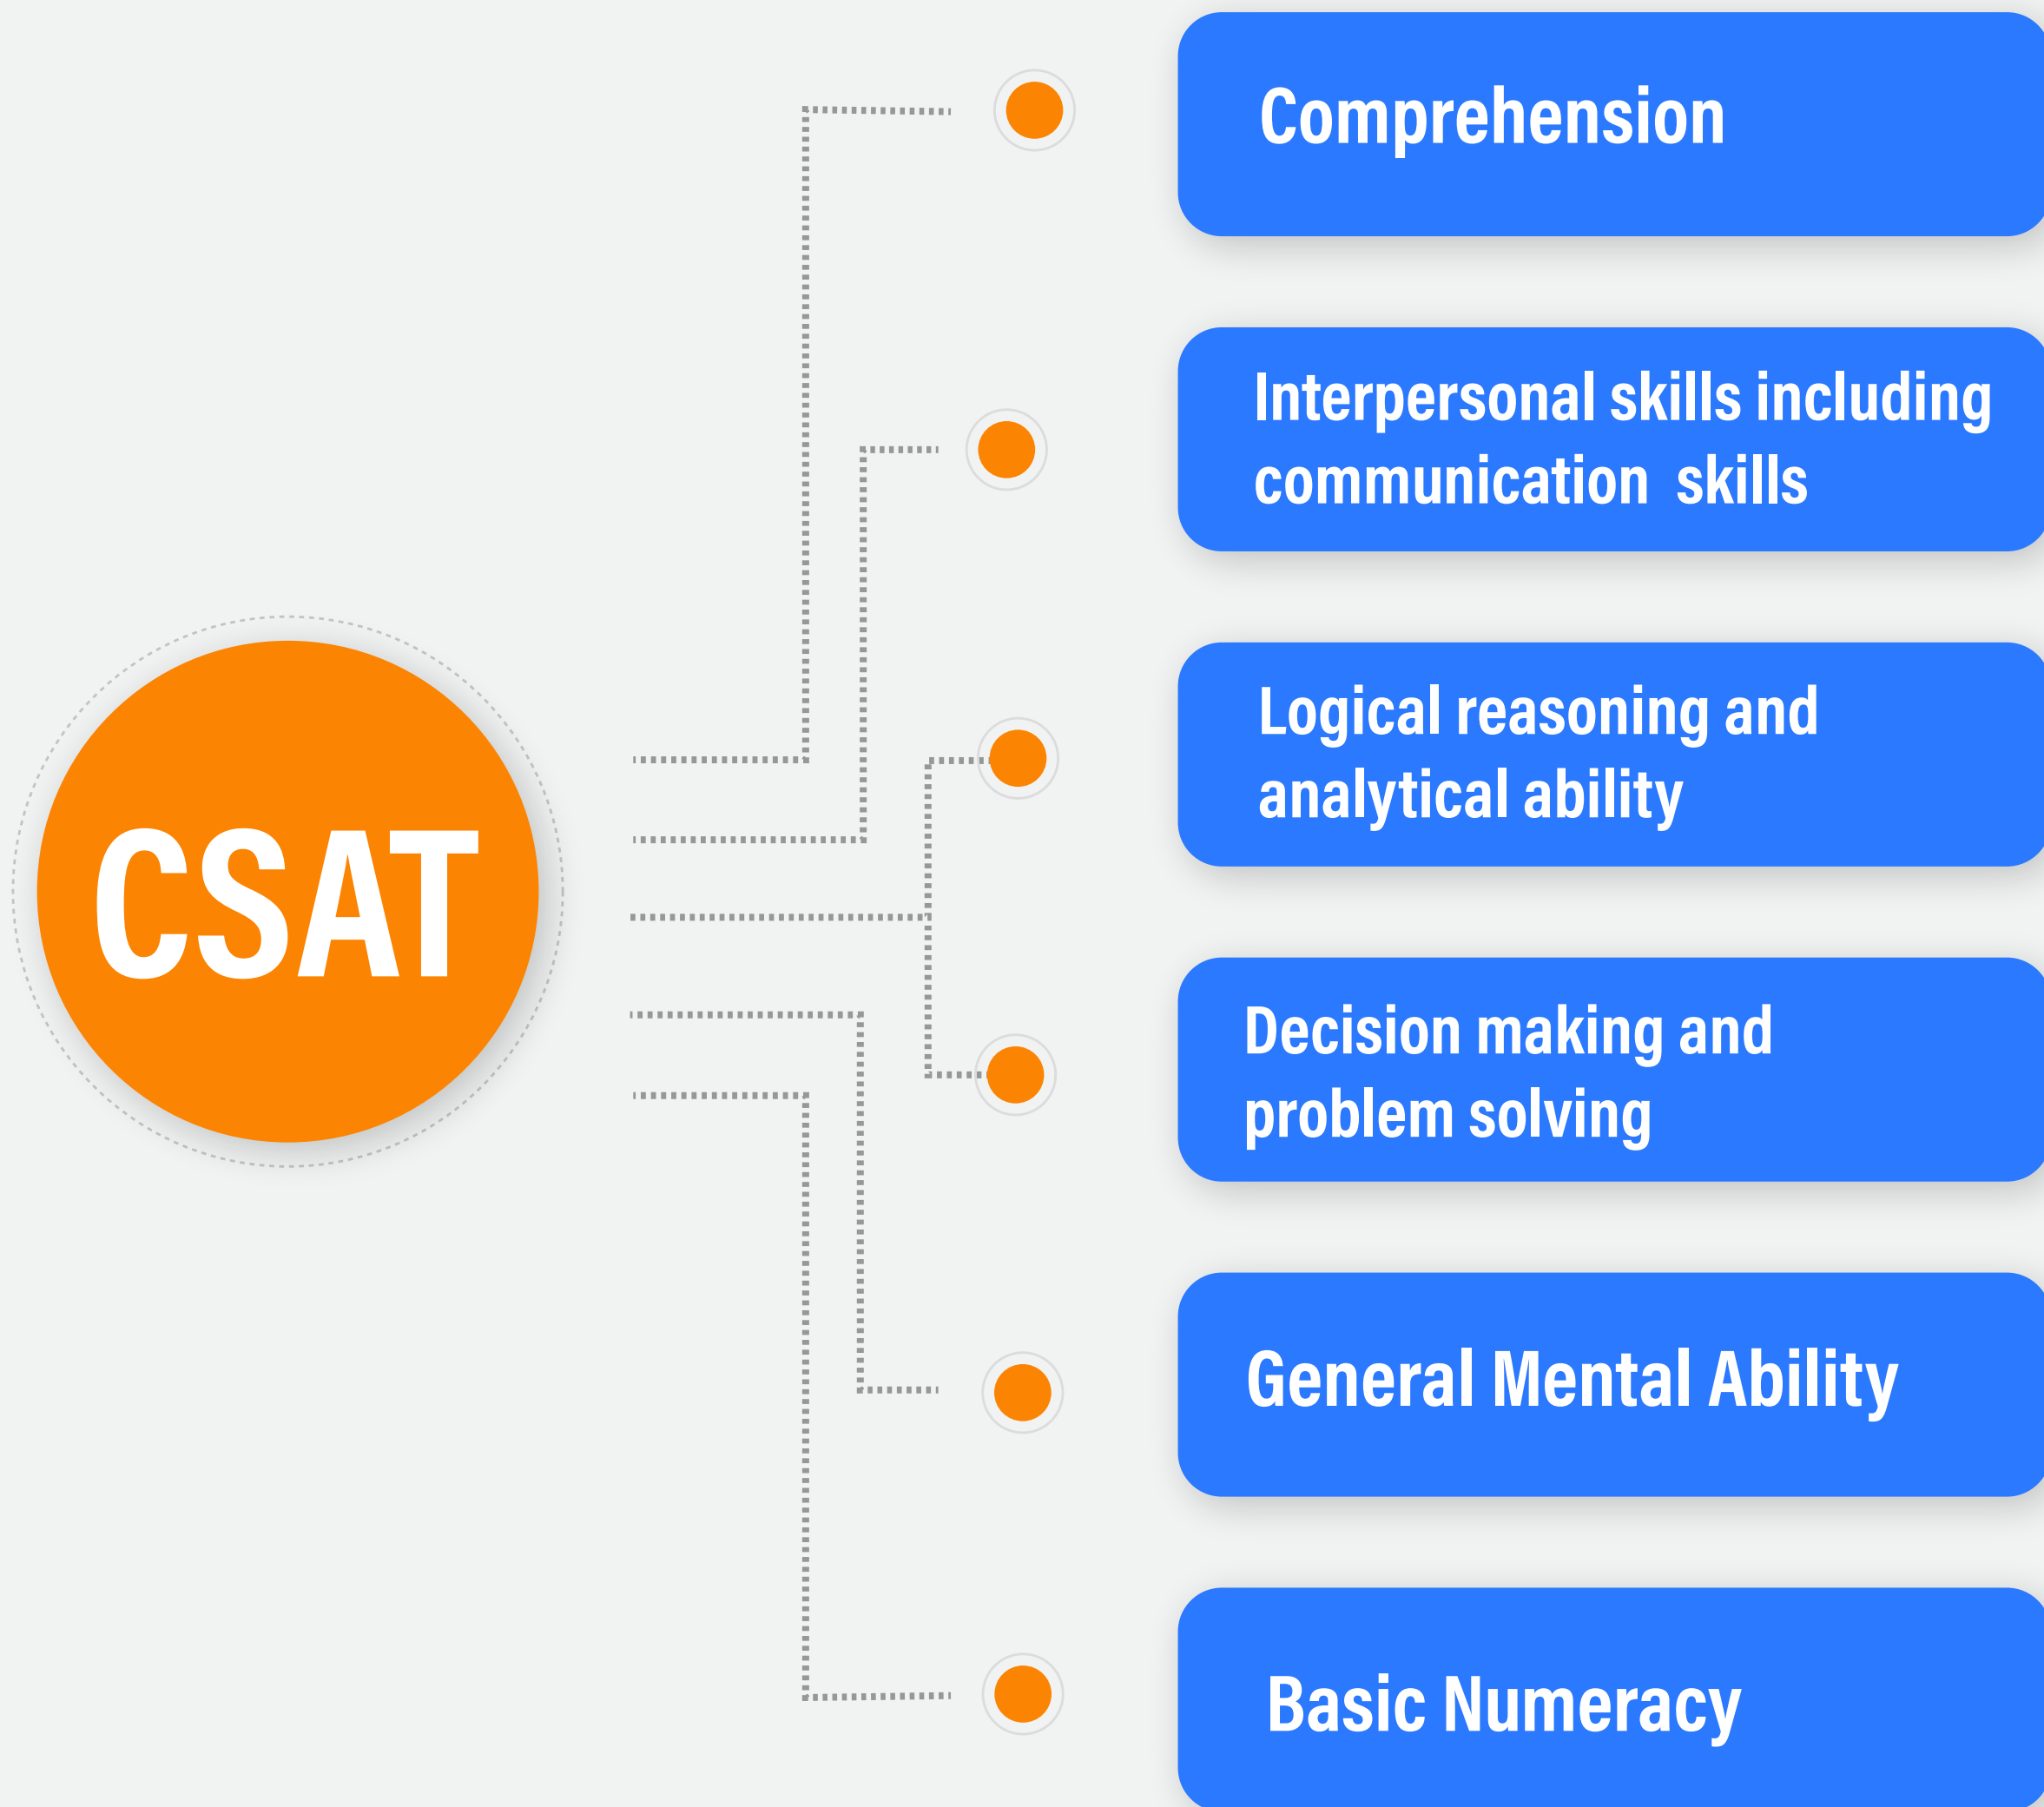 CSAT
Comprehension
Interpersonal skills including
communication skills
Logical reasoning and
analytical ability
Decision making and
problem solving
General Mental Ability
Basic Numeracy